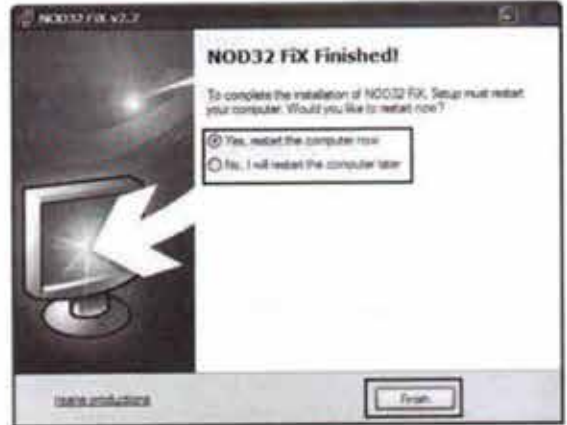 NOD32 FiX v2.2
NOD32 FiX Finished!
To complete the installation of NOD32 FiX, Setup must restart
your computer. Would you like to restart now?
Yes, restart the computer now
No, I will restart the computer later
productions
Finish